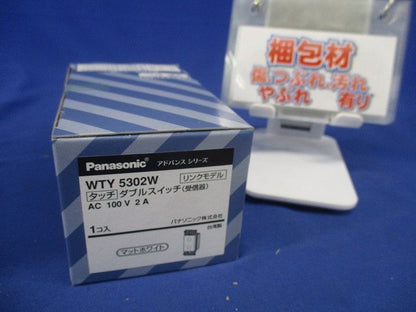 梱包材
傷、つぶれ、汚れ
やぶれ 有り
Panasonic アドバンス シリーズ
WTY 5302W リンクモデル
タッチ ダブルスイッチ(受信器)
AC 100 V 2 A
パナソニック株式会社
1コ入 台湾製
マットホワイト